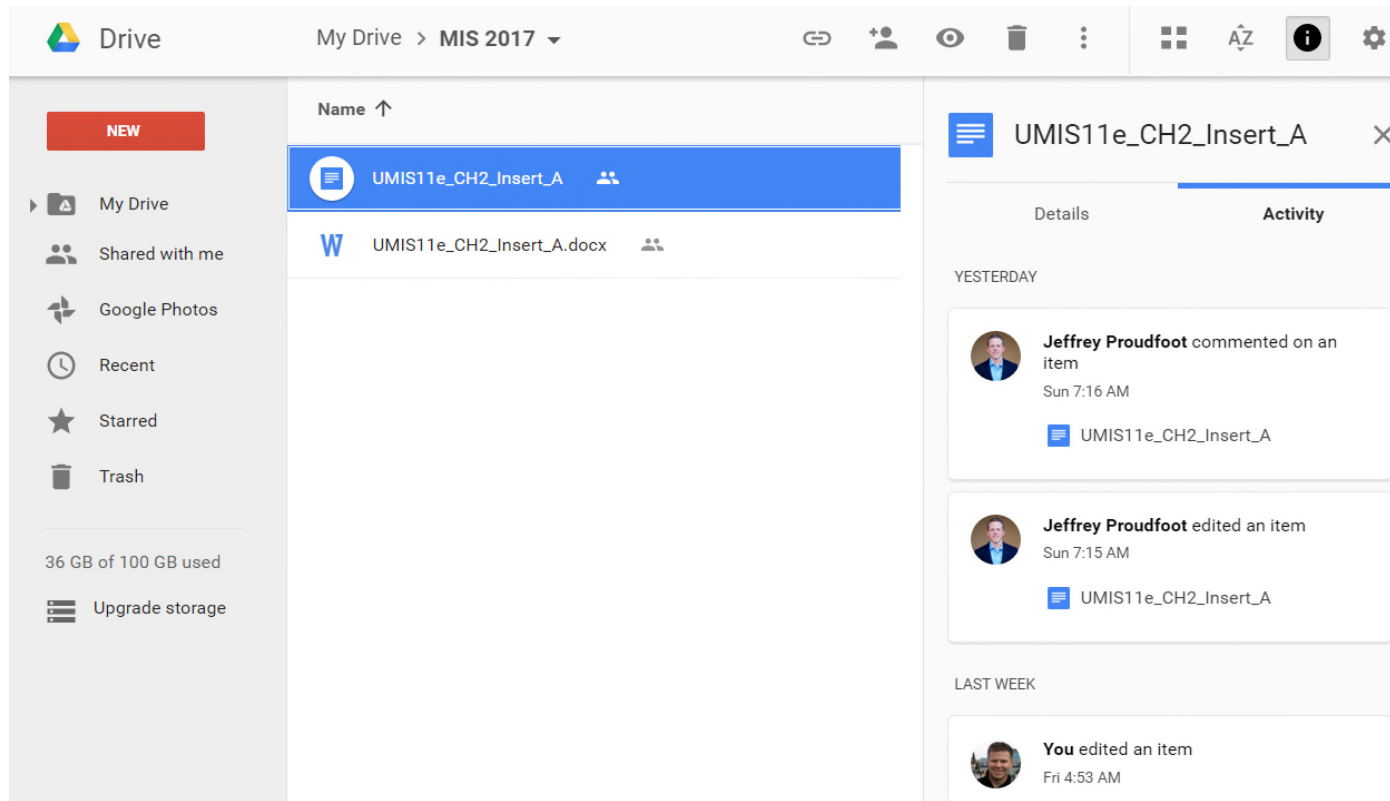 Drive
My Drive > MIS 2017
AZ
NEW
My Drive
Shared with me
Google Photos
Recent
Starred
Trash
36 GB of 100 GB used
Upgrade storage
Name ↑
UMIS11e_CH2_Insert_A
W UMIS11e_CH2_Insert_A.docx
UMIS11e_CH2_Insert_A
Details Activity
YESTERDAY
Jeffrey Proudfoot commented on an
item
Sun 7:16 AM
UMIS11e_CH2_Insert_A
Jeffrey Proudfoot edited an item
Sun 7:15 AM
UMIS11e_CH2_Insert_A
LAST WEEK
You edited an item
Fri 4:53 AM